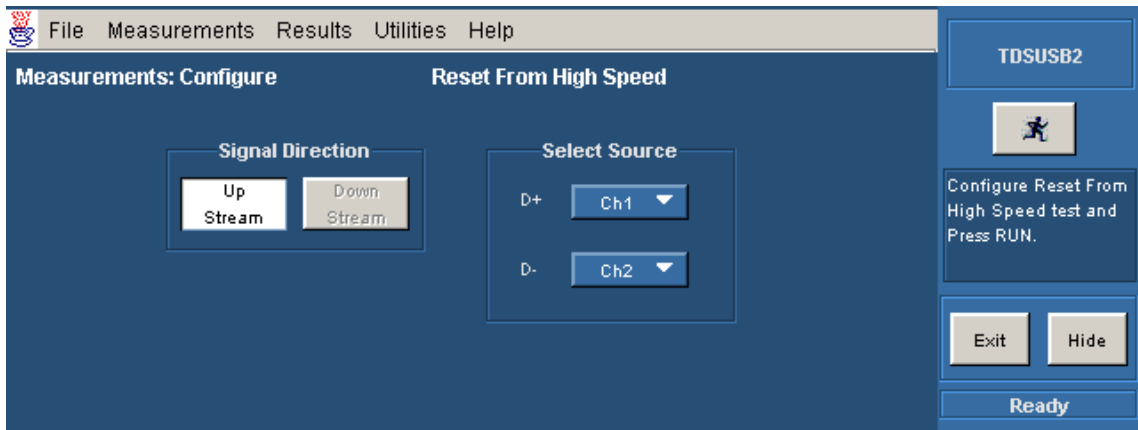 File Measurements Results Utilities Help
Measurements: Configure Reset From High Speed
Signal Direction
Up
Stream
Down
Stream
Select Source
D+ Ch1
D- Ch2
TDSUSB2
Configure Reset From
High Speed test and
Press RUN.
Exit Hide
Ready